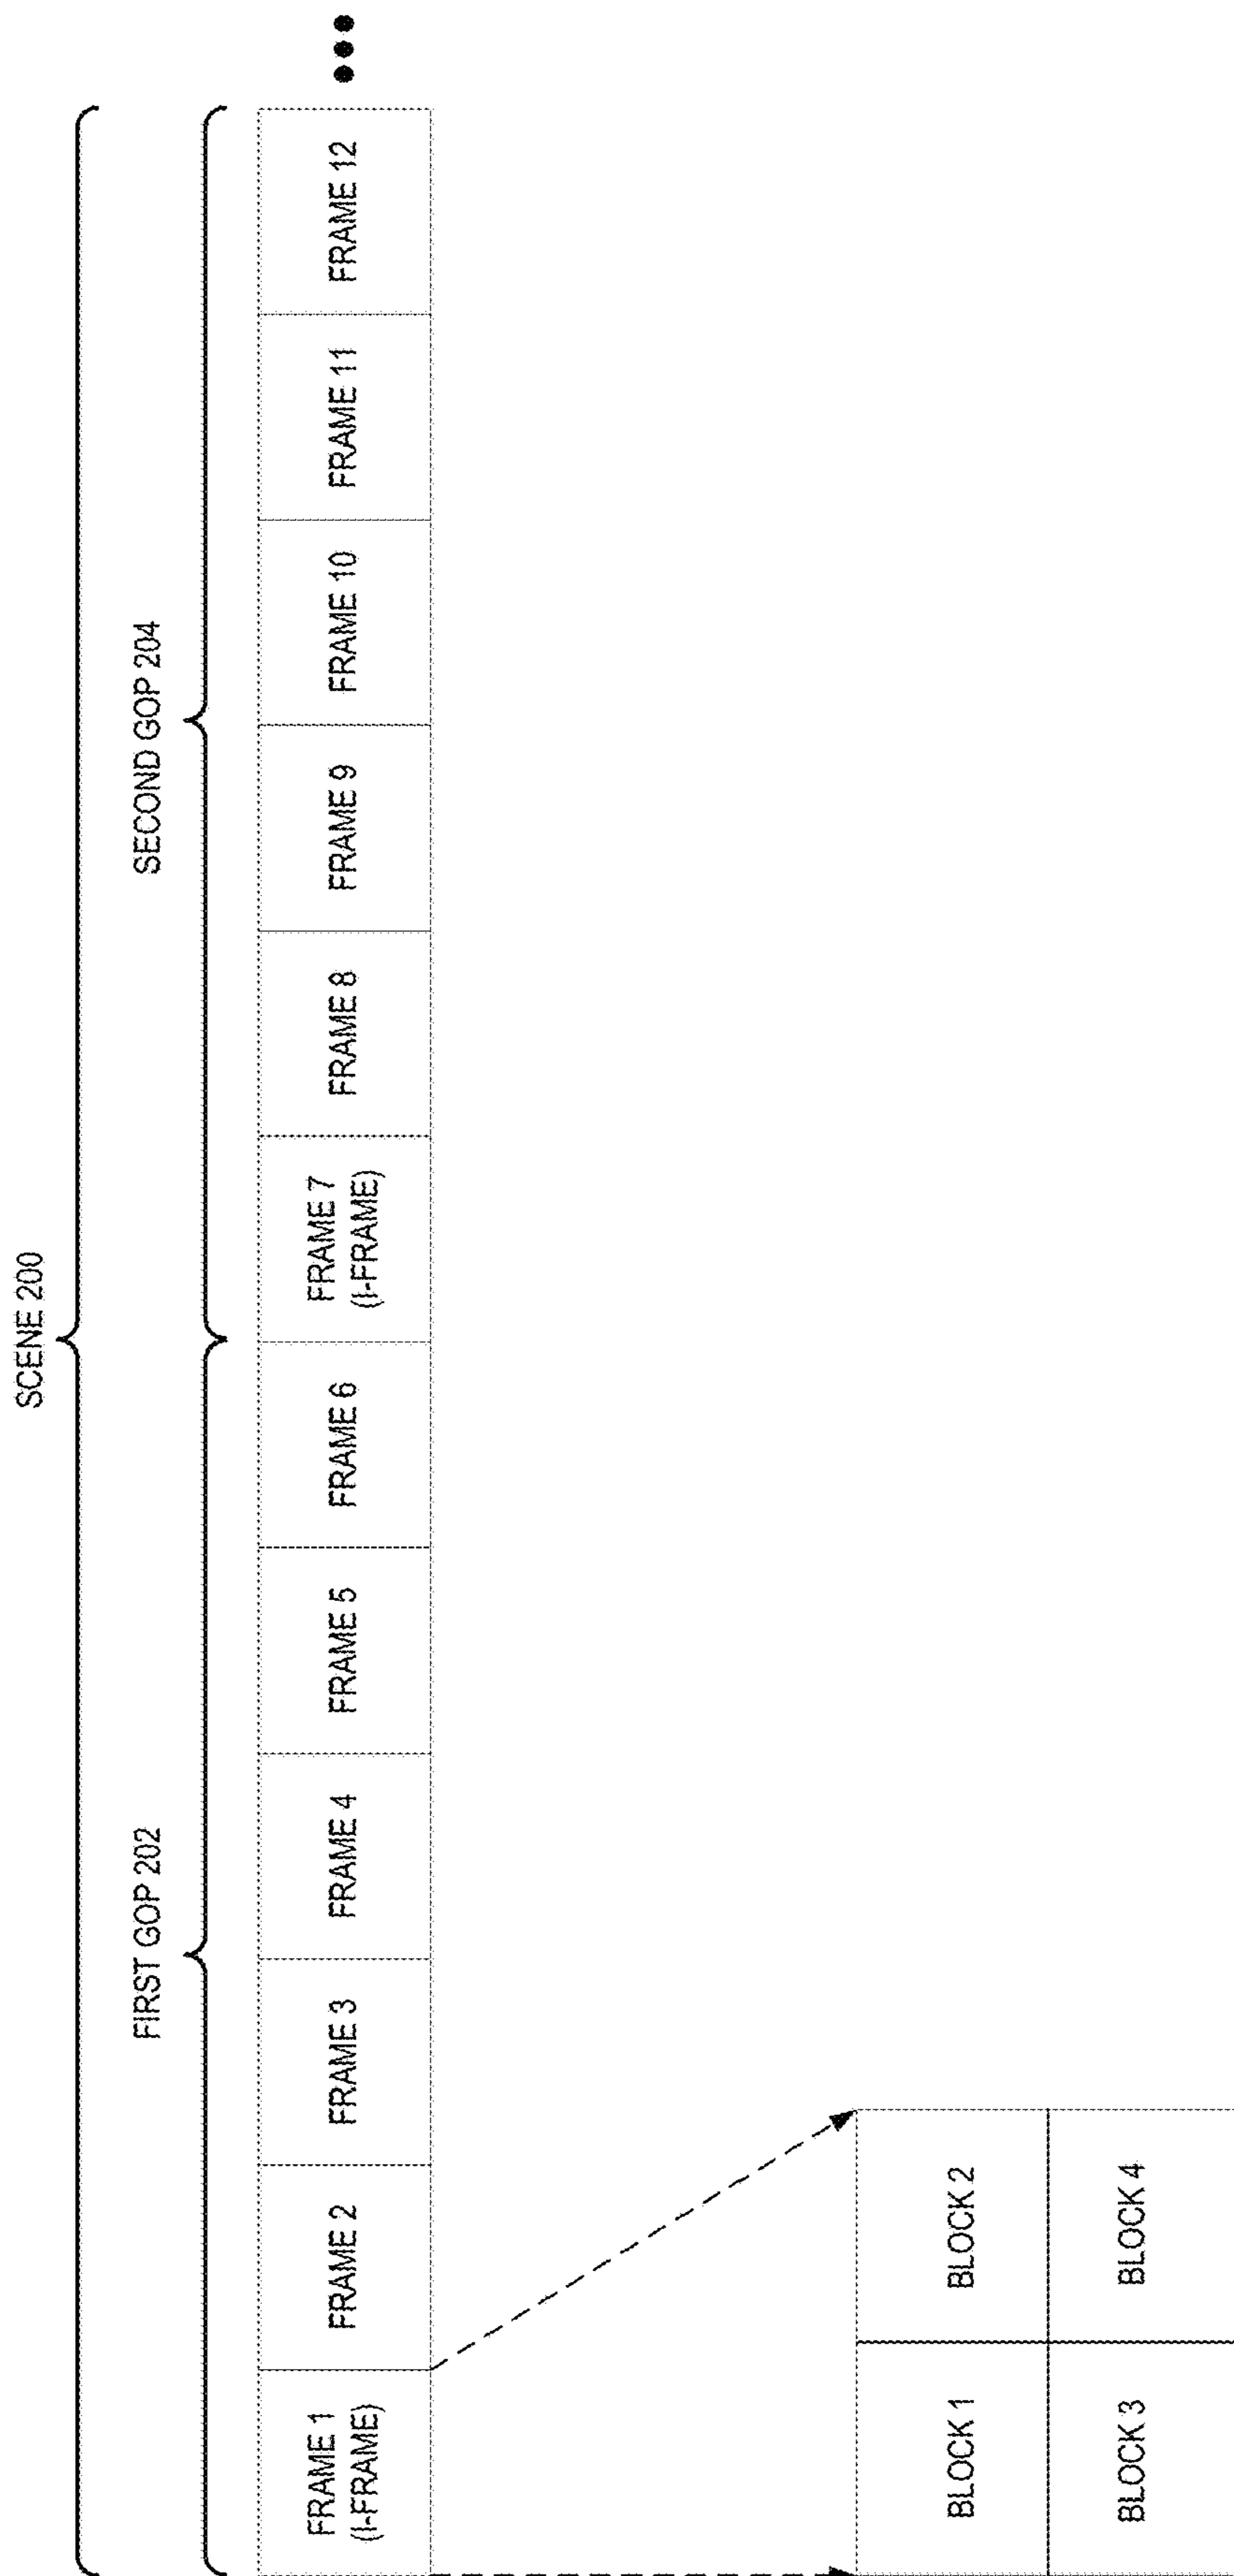 SCENE 200
FIRST GOP 202
SECOND GOP 204
FRAME 1
(I-FRAME)
FRAME 2
FRAME 3
FRAME 4
FRAME 5
FRAME 6
FRAME 7
(I-FRAME)
FRAME 8
FRAME 9
FRAME 10
FRAME 11
FRAME 12
BLOCK 1
BLOCK 2
BLOCK 3
BLOCK 4